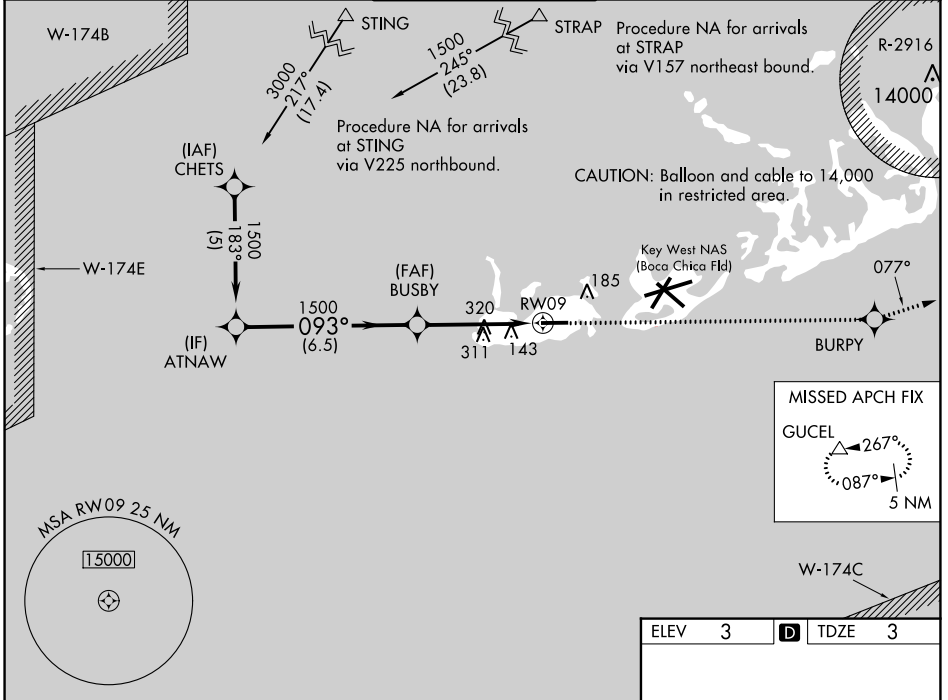 W-174B
STING
3000
217°
(17.4)
1500
245°
(23.8)
STRAP
Procedure NA for arrivals
at STRAP
via V157 northeast bound.
R-2916
14000
Procedure NA for arrivals
at STING
via V225 northbound.
CAUTION: Balloon and cable to 14,000
in restricted area.
(IAF)
CHETS
1500
183°
(5)
W-174E
(FAF)
BUSBY
Key West NAS
(Boca Chica Fld)
077°
185
RW09
1500
093°
(6.5)
320
311
143
(IF)
ATNAW
BURPY
MISSED APCH FIX
GUCEL
267°
087°
5 NM
MSA RW09 25 NM
15000
W-174C
ELEV 3 D TDZE 3